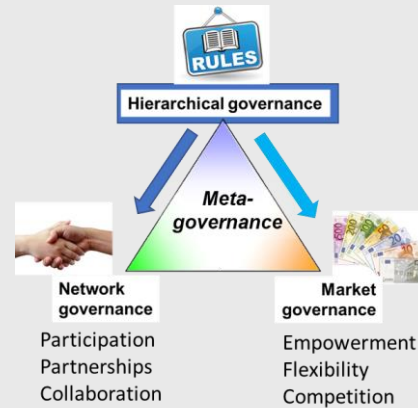 RULES
Hierarchical governance
Meta-
governance
Network
governance
Participation
Partnerships
Collaboration
Market
governance
Empowerment
Flexibility
Competition